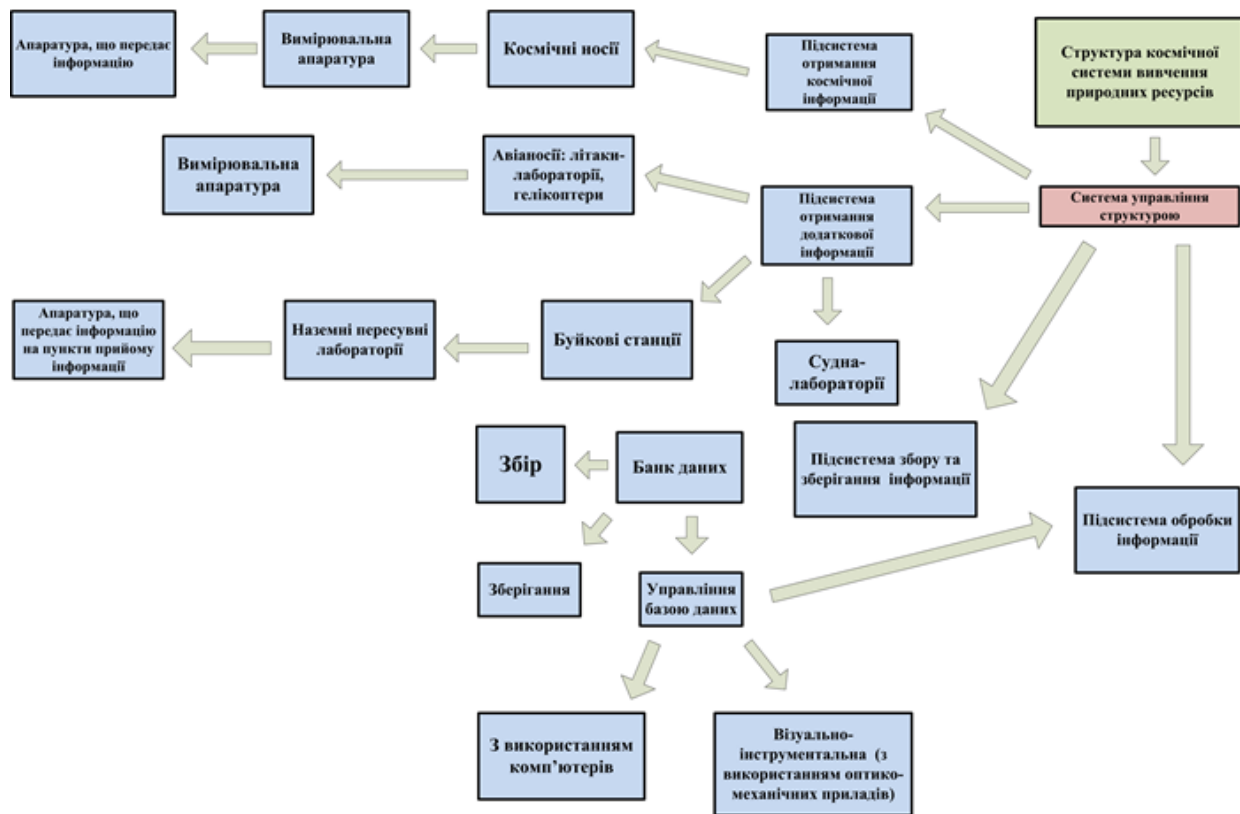 Апаратура, що передає
інформацію
Вимірювальна
апаратура
Космічні носії
Підсистема
отримання
космічної
інформації
Структура космічної
системи вивчення
природних ресурсів
Вимірювальна
апаратура
Авіаносії: літаки-
лабораторії,
гелікоптери
Підсистема
отримання
додаткової
інформації
Система управління
структурою
Апаратура, що
передає інформацію
на пункти прийому
інформації
Наземні пересувні
лабораторії
Буйкові станції
Судна-
лабораторії
Збір
Банк даних
Підсистема збору та
зберігання інформації
Підсистема обробки
інформації
Зберігання
Управління
базою даних
З використанням
комп’ютерів
Візуально-
інструментальна (з
використанням оптико-
механічних приладів)